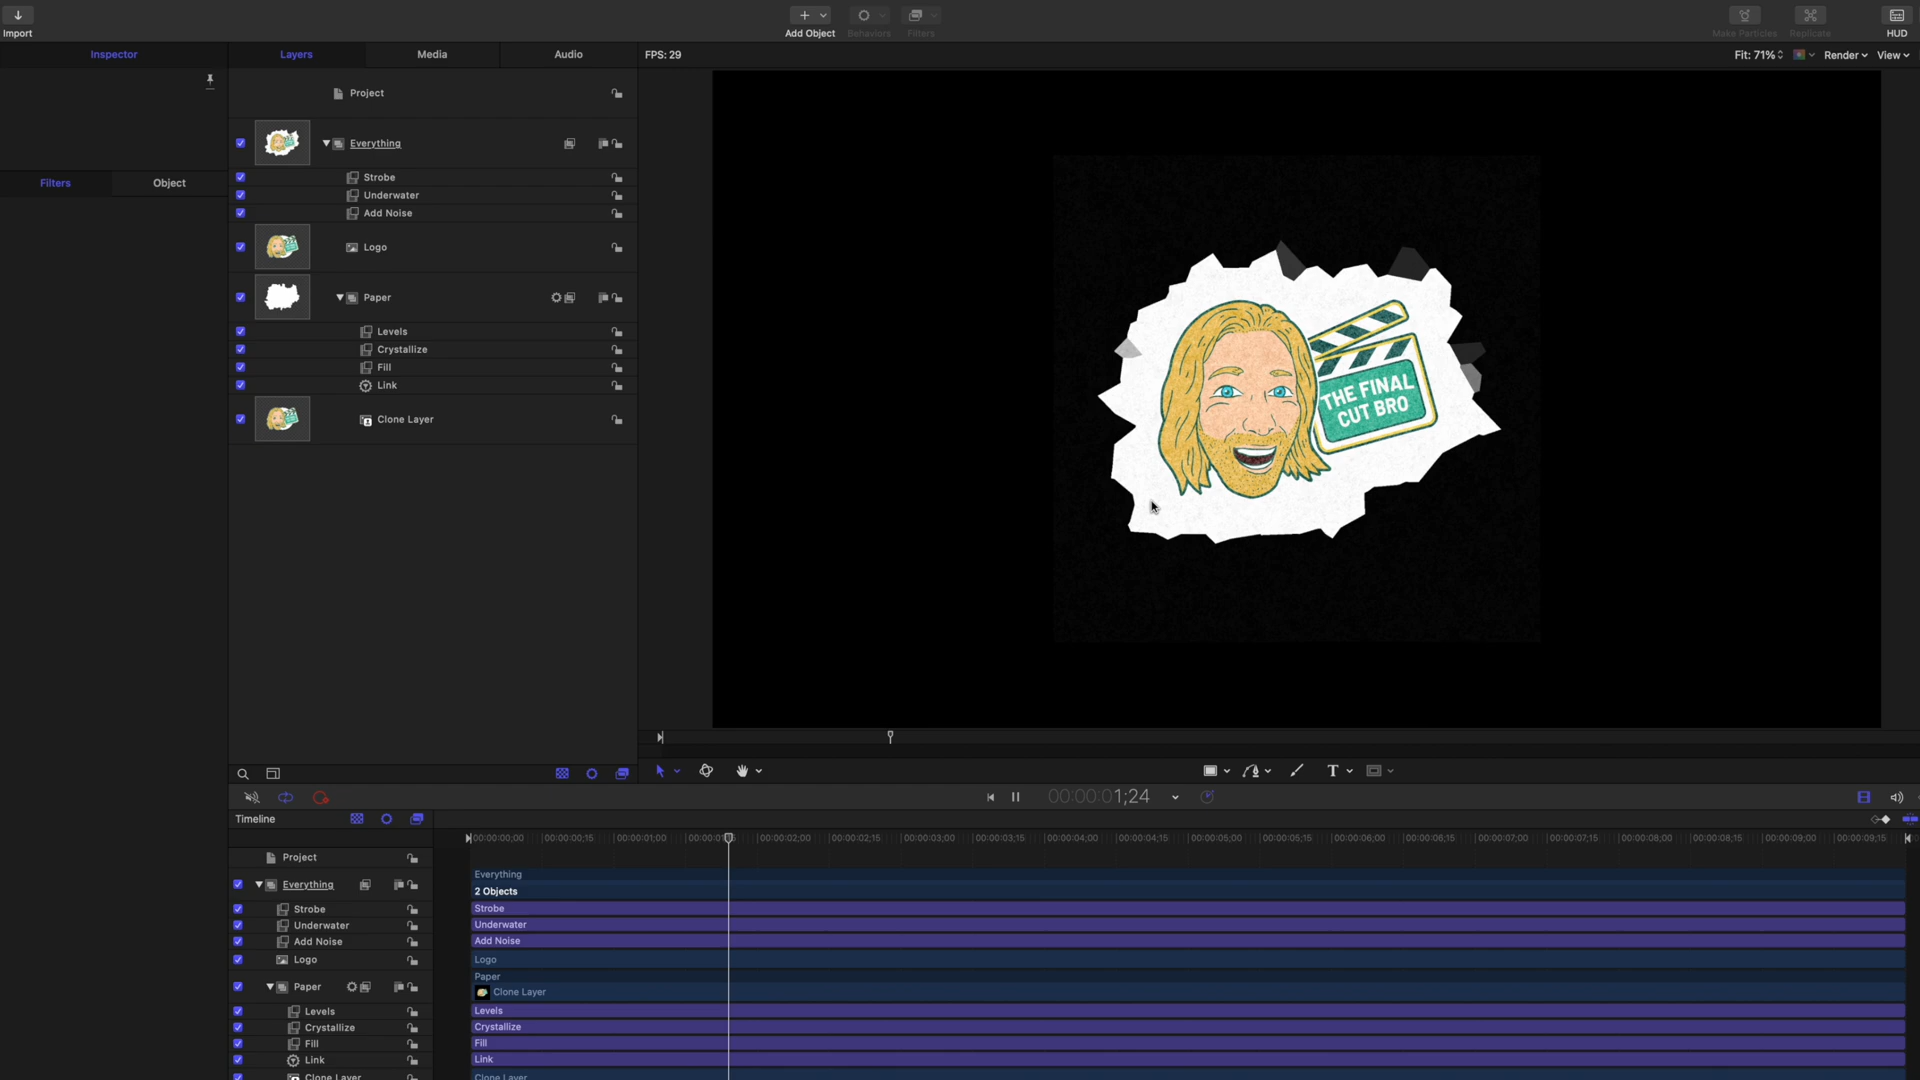 Import
Add Object
Behaviors
Filters
Make Particles
Replicate
HUD
Inspector
Layers
Media
Audio
FPS: 29
Fit: 71%
Render
View
Filters
Object
Project
Everything
Strobe
Underwater
Add Noise
Logo
Paper
Levels
Crystallize
Fill
Link
Clone Layer
THE FINAL
CUT BRO
00:00:01;24
Timeline
00:00:00;00
00:00:00;15
00:00:01;00
00:00:02;00
00:00:02;15
00:00:03;00
00:00:03;15
00:00:04;00
00:00:04;15
00:00:05;00
00:00:05;15
00:00:06;00
00:00:06;15
00:00:07;00
00:00:07;15
00:00:08;00
00:00:08;15
00:00:09;00
00:00:09;15
Project
Everything
Everything
2 Objects
Strobe
Strobe
Underwater
Underwater
Add Noise
Add Noise
Logo
Logo
Paper
Paper
Clone Layer
Levels
Levels
Crystallize
Crystallize
Fill
Fill
Link
Link
Clone Layer
Clone Layer